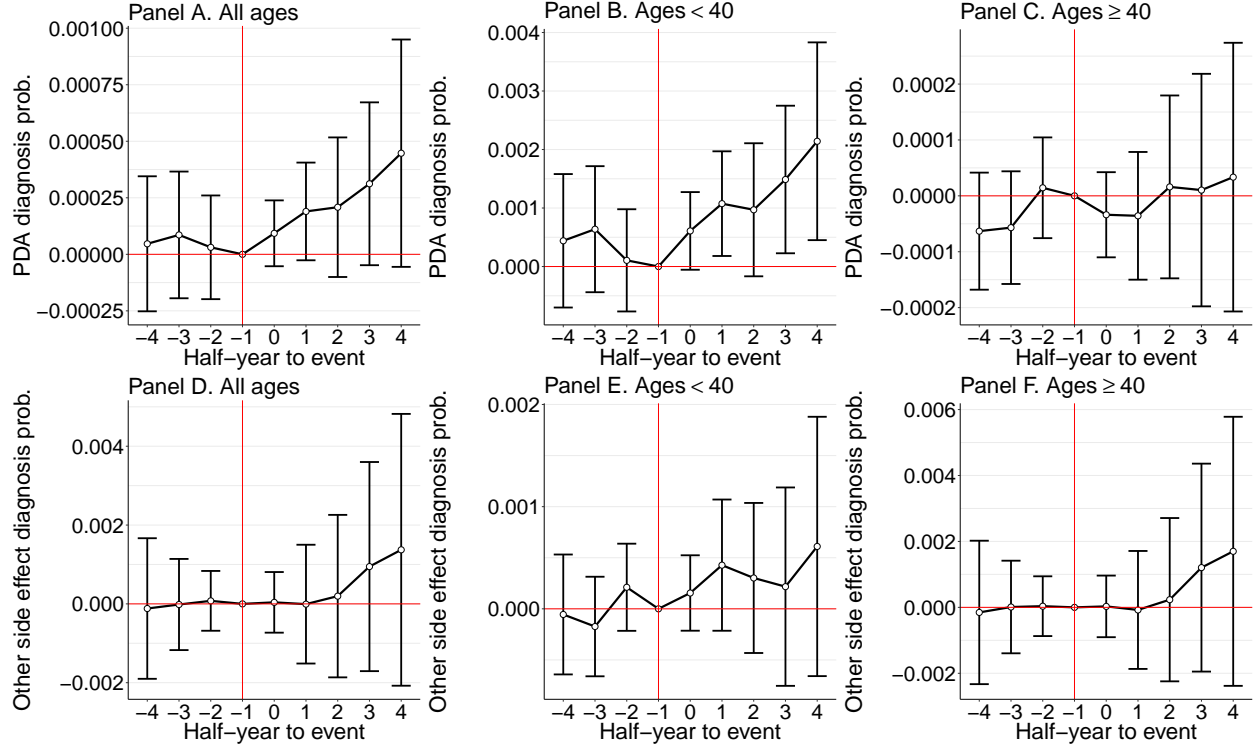 Panel A. All ages
PDA diagnosis prob.
0.00100
0.00075
0.00050
0.00025
0.00000
−0.00025
−4 −3 −2 −1 0 1 2 3 4
Half−year to event
Panel B. Ages < 40
PDA diagnosis prob.
0.004
0.003
0.002
0.001
0.000
−4 −3 −2 −1 0 1 2 3 4
Half−year to event
Panel C. Ages ≥ 40
PDA diagnosis prob.
0.0002
0.0001
0.0000
−0.0001
−0.0002
−4 −3 −2 −1 0 1 2 3 4
Half−year to event
Panel D. All ages
Other side effect diagnosis prob.
0.004
0.002
0.000
−0.002
−4 −3 −2 −1 0 1 2 3 4
Half−year to event
Panel E. Ages < 40
Other side effect diagnosis prob.
0.002
0.001
0.000
−4 −3 −2 −1 0 1 2 3 4
Half−year to event
Panel F. Ages ≥ 40
Other side effect diagnosis prob.
0.006
0.004
0.002
0.000
−0.002
−4 −3 −2 −1 0 1 2 3 4
Half−year to event